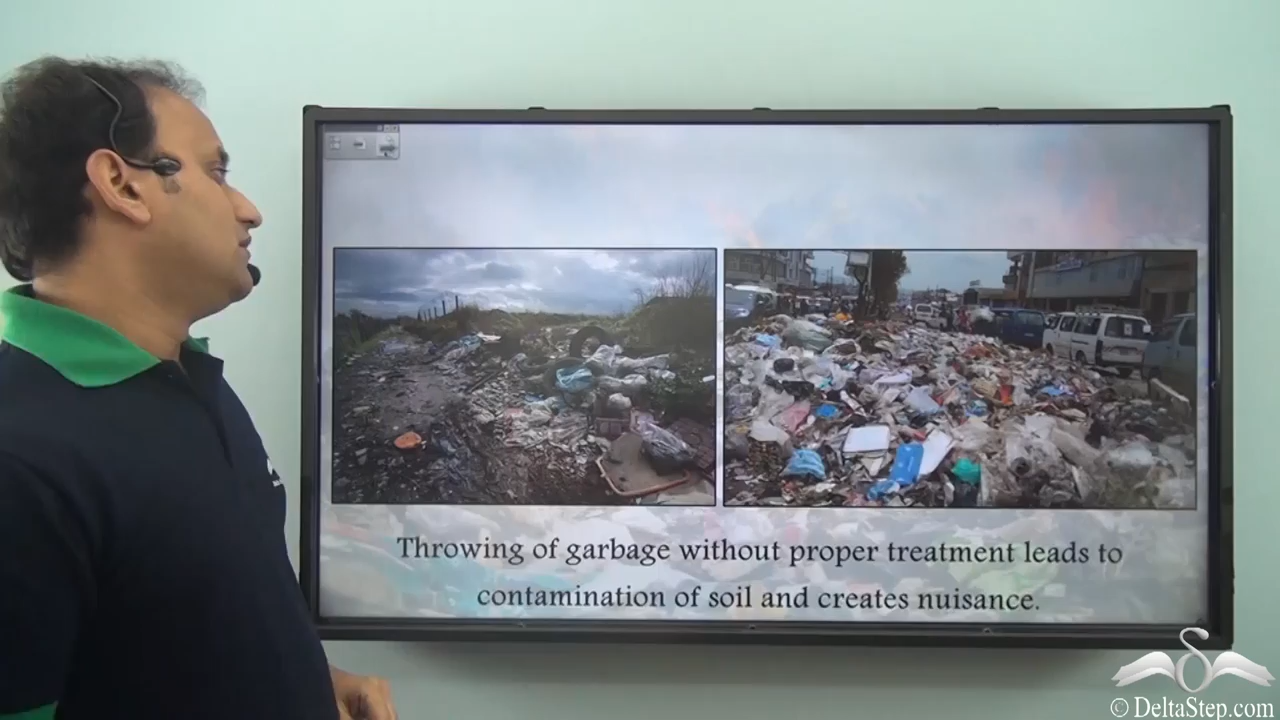 Throwing of garbage without proper treatment leads to
contamination of soil and creates nuisance.
© DeltaStep.com